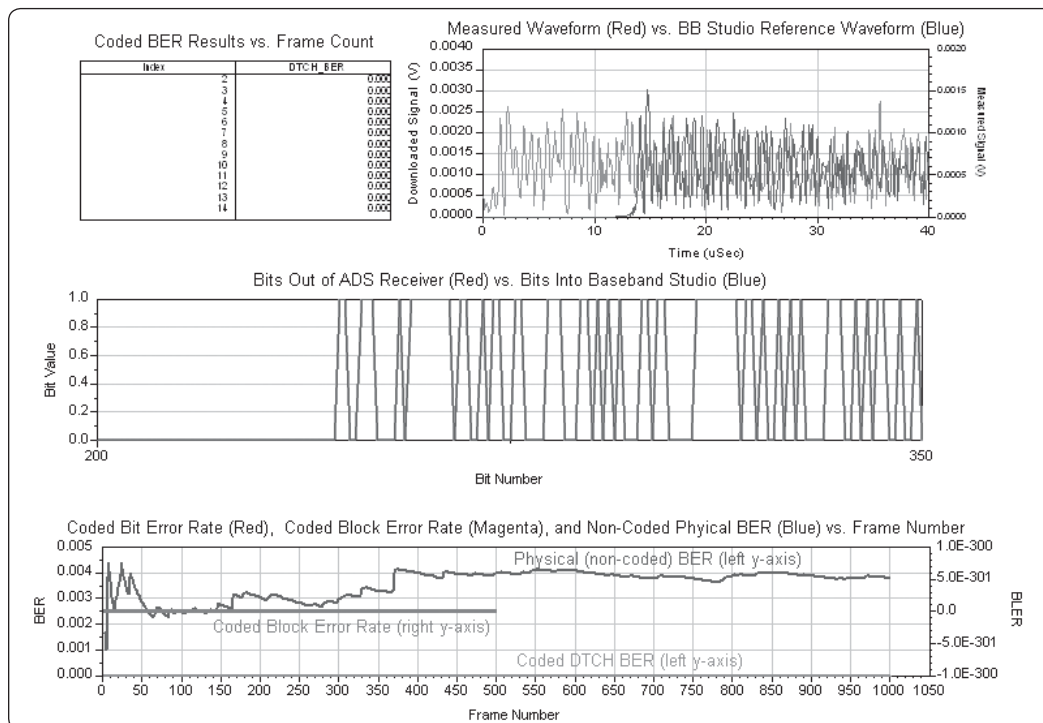 Coded BER Results vs. Frame Count
Index DTCH_BER
2 0.000
3 0.000
4 0.000
5 0.000
6 0.000
7 0.000
8 0.000
9 0.000
10 0.000
11 0.000
12 0.000
13 0.000
14 0.000
Measured Waveform (Red) vs. BB Studio Reference Waveform (Blue)
Downloaded Signal (V)
0.0040
0.0035
0.0030
0.0025
0.0020
0.0015
0.0010
0.0005
0.0000
0.0020
0.0015
0.0010
0.0005
0.0000
Measured Signal (V)
0 10 20 30 40
Time (uSec)
Bits Out of ADS Receiver (Red) vs. Bits Into Baseband Studio (Blue)
Bit Value
1.0
0.8
0.6
0.4
0.2
0.0
200 350
Bit Number
Coded Bit Error Rate (Red), Coded Block Error Rate (Magenta), and Non-Coded Phyical BER (Blue) vs. Frame Number
BER
0.005
0.004
0.003
0.002
0.001
0.000
Physical (non-coded) BER (left y-axis)
Coded Block Error Rate (right y-axis)
Coded DTCH BER (left y-axis)
1.0E-300
5.0E-301
0.0
-5.0E-301
-1.0E-300
BLER
0 50 100 150 200 250 300 350 400 450 500 550 600 650 700 750 800 850 900 950 1000 1050
Frame Number